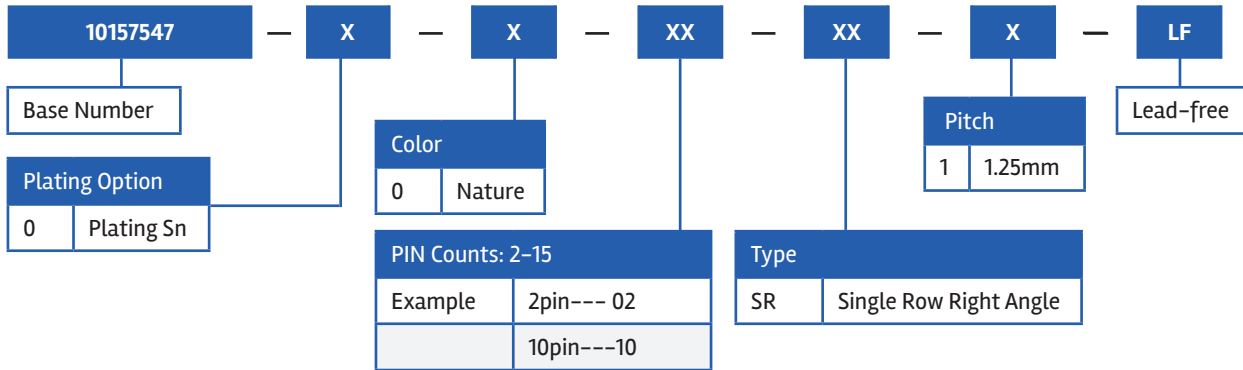 10157547 — X — X — XX — XX — X — LF
Base Number
Lead-free
Plating Option
0 Plating Sn
Color
0 Nature
Pitch
1 1.25mm
PIN Counts: 2-15
Example 2pin--- 02
10pin---10
Type
SR Single Row Right Angle